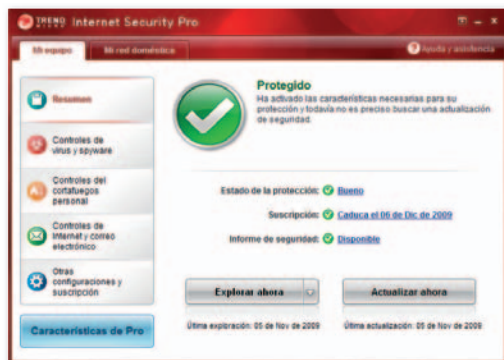 TREND MICRO Internet Security Pro
Mi equipo
Mi red doméstica
Ayuda y asistencia
Resumen
Controles de
virus y spyware
Controles del
cortafuegos
personal
Controles de
Internet y correo
electrónico
Otras
configuraciones y
suscripción
Características de Pro
Protegido
Ha activado las características necesarias para su
protección y todavía no es preciso buscar una actualización
de seguridad.
Estado de la protección: Bueno
Suscripción: Caduca el 06 de Dic de 2009
Informe de seguridad: Disponible
Explorar ahora
Actualizar ahora
Última exploración: 05 de Nov de 2009
Última actualización: 05 de Nov de 2009